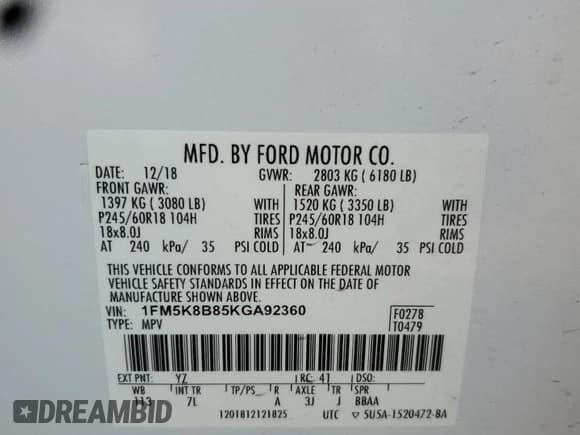 MFD. BY FORD MOTOR CO.
DATE: 12/18 GVWR: 2803 KG ( 6180 LB)
FRONT GAWR: REAR GAWR:
1397 KG ( 3080 LB) WITH 1520 KG ( 3350 LB) WITH
P245/60R18 104H TIRES P245/60R18 104H TIRES
18x8.0J RIMS 18x8.0J RIMS
AT 240 kPa/ 35 PSI COLD AT 240 kPa/ 35 PSI COLD
THIS VEHICLE CONFORMS TO ALL APPLICABLE FEDERAL MOTOR
VEHICLE SAFETY STANDARDS IN EFFECT ON THE DATE OF
MANUFACTURE SHOWN ABOVE.
VIN: 1FM5K8B85KGA92360 F0278
TYPE: MPV T0479
EXT PNT: YZ RC: 41 DSO:
WB INT TR TP/PS R AXLE TR SPR
113 7L A 3J J BBAA
1201812121825 UTC ▽ 5U5A-1520472-BA
DREAMBID